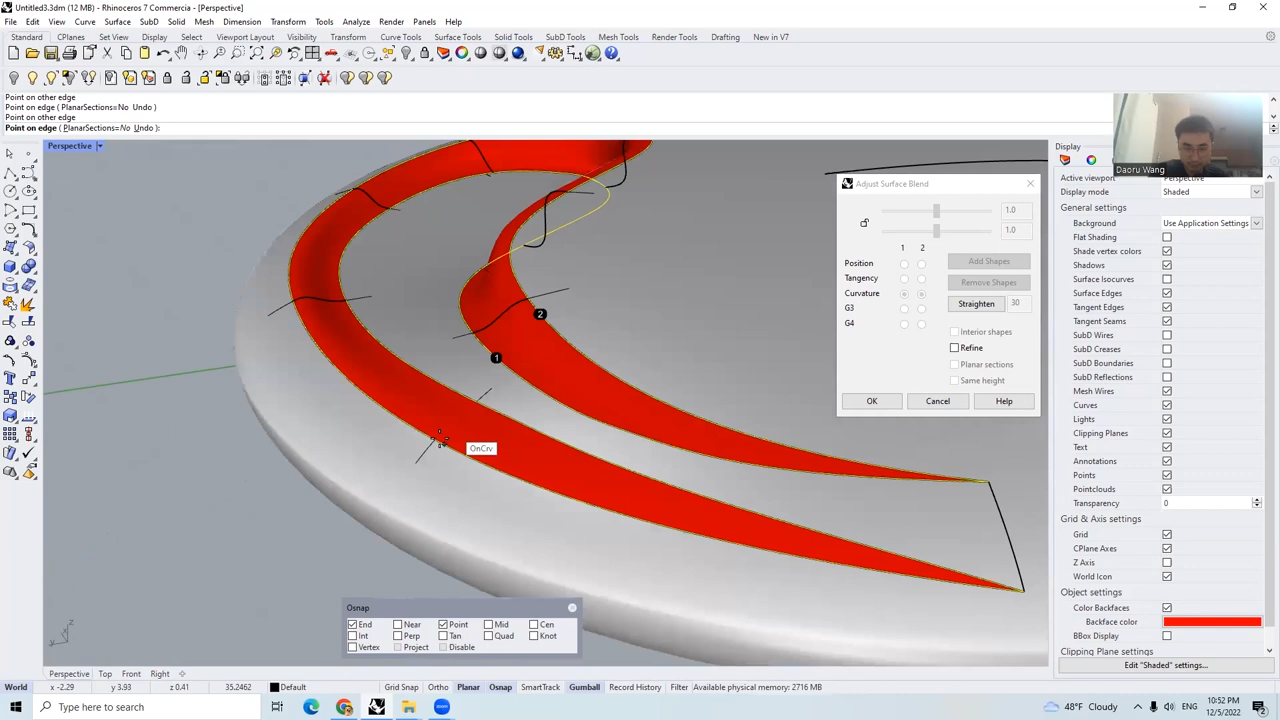 Untitled3.3dm (12 MB) - Rhinoceros 7 Commercia - [Perspective]
File Edit View Curve Surface SubD Solid Mesh Dimension Transform Tools Analyze Render Panels Help
Standard CPlanes Set View Display Select Viewport Layout Visibility Transform Curve Tools Surface Tools Solid Tools SubD Tools Mesh Tools Render Tools Drafting New in V7
Point on other edge
Point on edge ( PlanarSections=No Undo )
Point on other edge
Point on edge ( PlanarSections=No Undo ):
Perspective
Daoru Wang
Adjust Surface Blend
1.0
1.0
1 2
Position
Tangency
Curvature
G3
G4
Add Shapes
Remove Shapes
Straighten 30
Interior shapes
Refine
Planar sections
Same height
OK Cancel Help
2
1
OnCrv
Osnap
End Near Point Mid Cen
Int Perp Tan Quad Knot
Vertex Project Disable
Display
Active viewport Perspective
Display mode Shaded
General settings
Background Use Application Settings
Flat Shading
Shade vertex colors
Shadows
Surface Isocurves
Surface Edges
Tangent Edges
Tangent Seams
SubD Wires
SubD Creases
SubD Boundaries
SubD Reflections
Mesh Wires
Curves
Lights
Clipping Planes
Text
Annotations
Points
Pointclouds
Transparency 0
Grid & Axis settings
Grid
CPlane Axes
Z Axis
World Icon
Object settings
Color Backfaces
Backface color
BBox Display
Clipping Plane settings
Edit "Shaded" settings...
Perspective Top Front Right
World x -2.29 y 3.93 z 0.41 35.2462 Default Grid Snap Ortho Planar Osnap SmartTrack Gumball Record History Filter Available physical memory: 2716 MB
Type here to search
48°F Cloudy
ENG
10:52 PM
12/5/2022